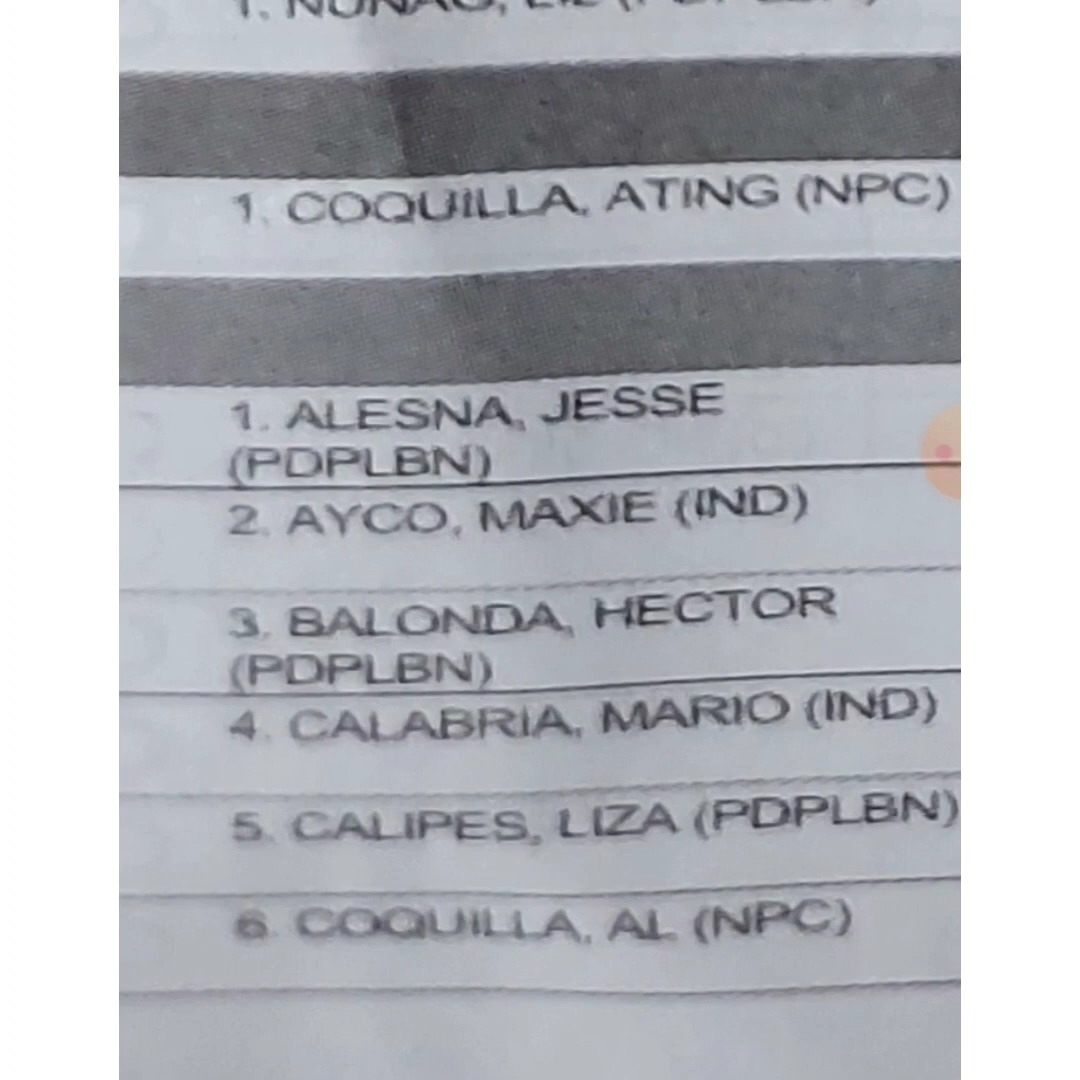 1. COQUILLA, ATING (NPC)
1. ALESNA, JESSE
(PDPLBN)
2. AYCO, MAXIE (IND)
3. BALONDA, HECTOR
(PDPLBN)
4. CALABRIA, MARIO (IND)
5. CALIPES, LIZA (PDPLBN)
6. COQUILLA, AL (NPC)